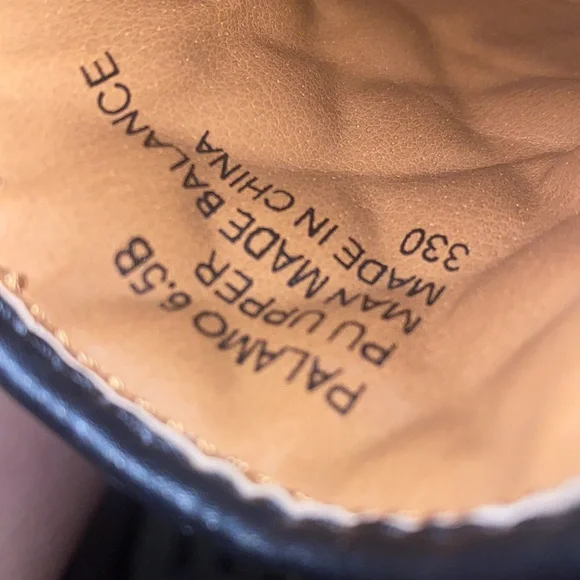 PALAMO 6.5B
PU UPPER
MAN MADE BALANCE
MADE IN CHINA
330